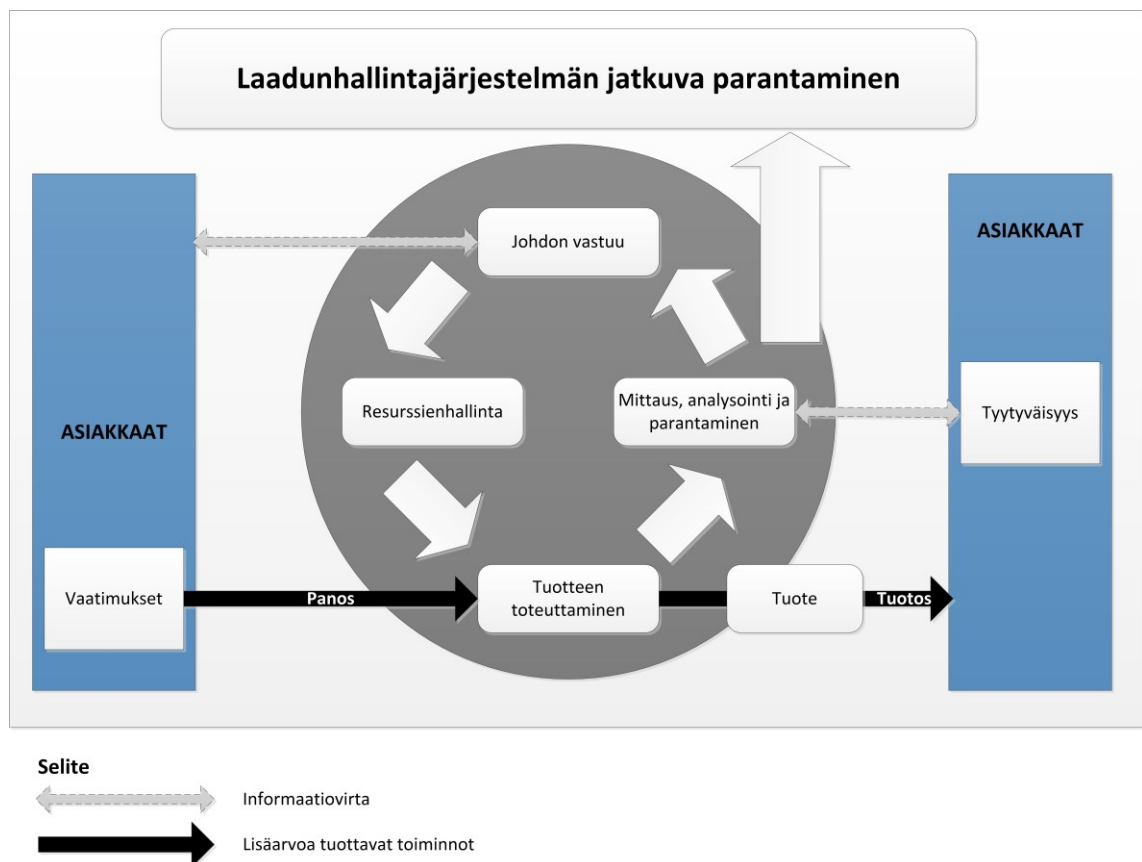 Laadunhallintajärjestelmän jatkuva parantaminen
ASIAKKAAT
Johdon vastuu
ASIAKKAAT
Resurssienhallinta
Mittaus, analysointi ja
parantaminen
Tyytyväisyys
Vaatimukset
Panos
Tuotteen
toteuttaminen
Tuote
Tuotos
Selite
Informaatiovirta
Lisäarvoa tuottavat toiminnot